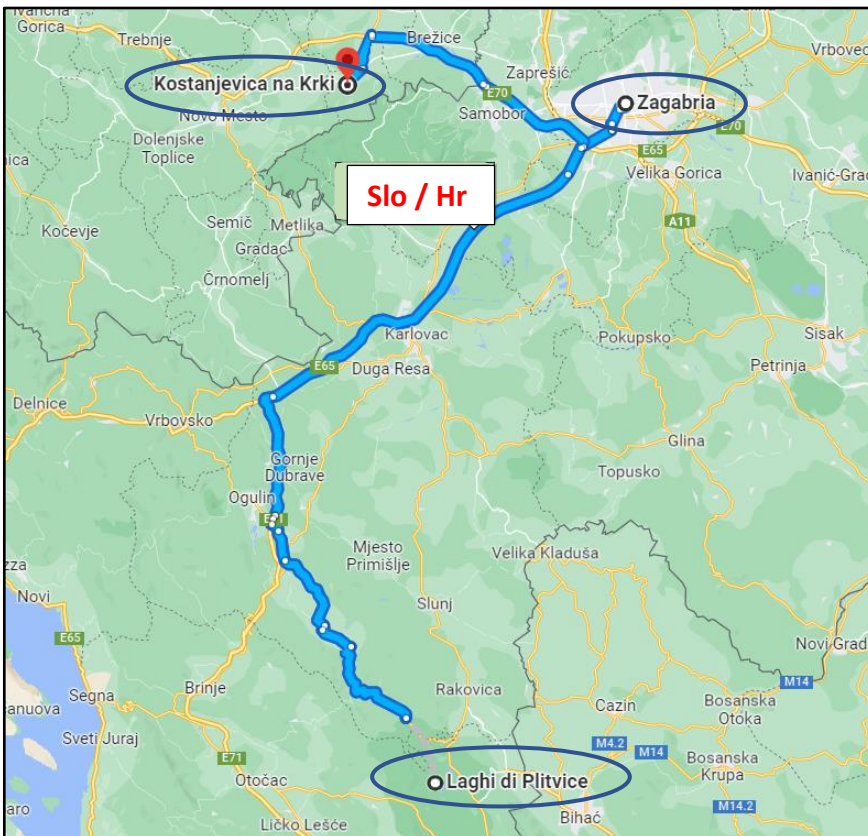 Ivančna
Gorica
Trebnje
Brežice
Vrbovec
Zaprešić
Kostanjevica na Krki
Zagabria
E70
Samobor
Novo Mesto
E70
E65
Dolenjske
Toplice
Velika Gorica
Ivanić-Grad
Slo / Hr
Semič
Metlika
A11
Kočevje
Gradac
Črnomelj
Karlovac
Pokupsko
Sisak
E65
Duga Resa
Petrinja
Delnice
Vrbovsko
Glina
Gornje
Dubrave
Topusko
Ogulin
Mjesto
Primišlje
Velika Kladuša
Novi
Slunj
E65
Novi Grad
Segna
Brinje
Rakovica
M14
Cazin
Bosanska
Otoka
Sveti Juraj
M4.2
M14
E71
Bosanska
Krupa
Laghi di Plitvice
Otočac
M14.2
Ličko Lešće
Bihać